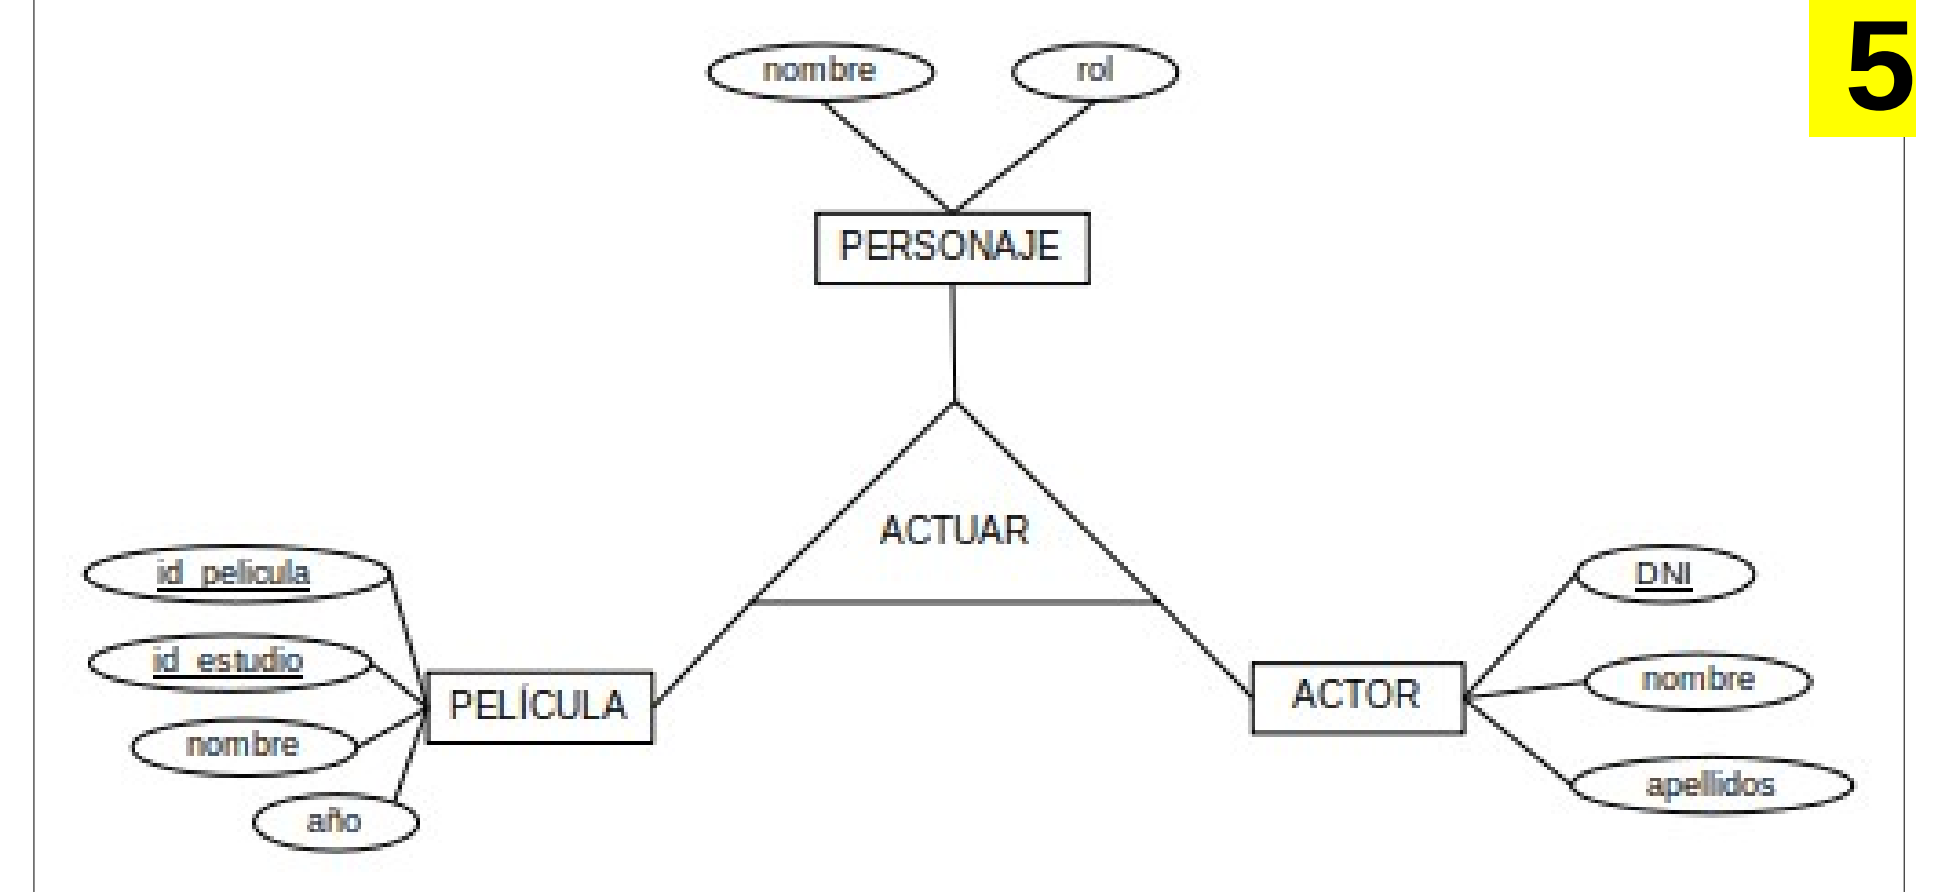 5
nombre
rol
PERSONAJE
ACTUAR
id_pelicula
id_estudio
nombre
año
PELÍCULA
ACTOR
DNI
nombre
apellidos